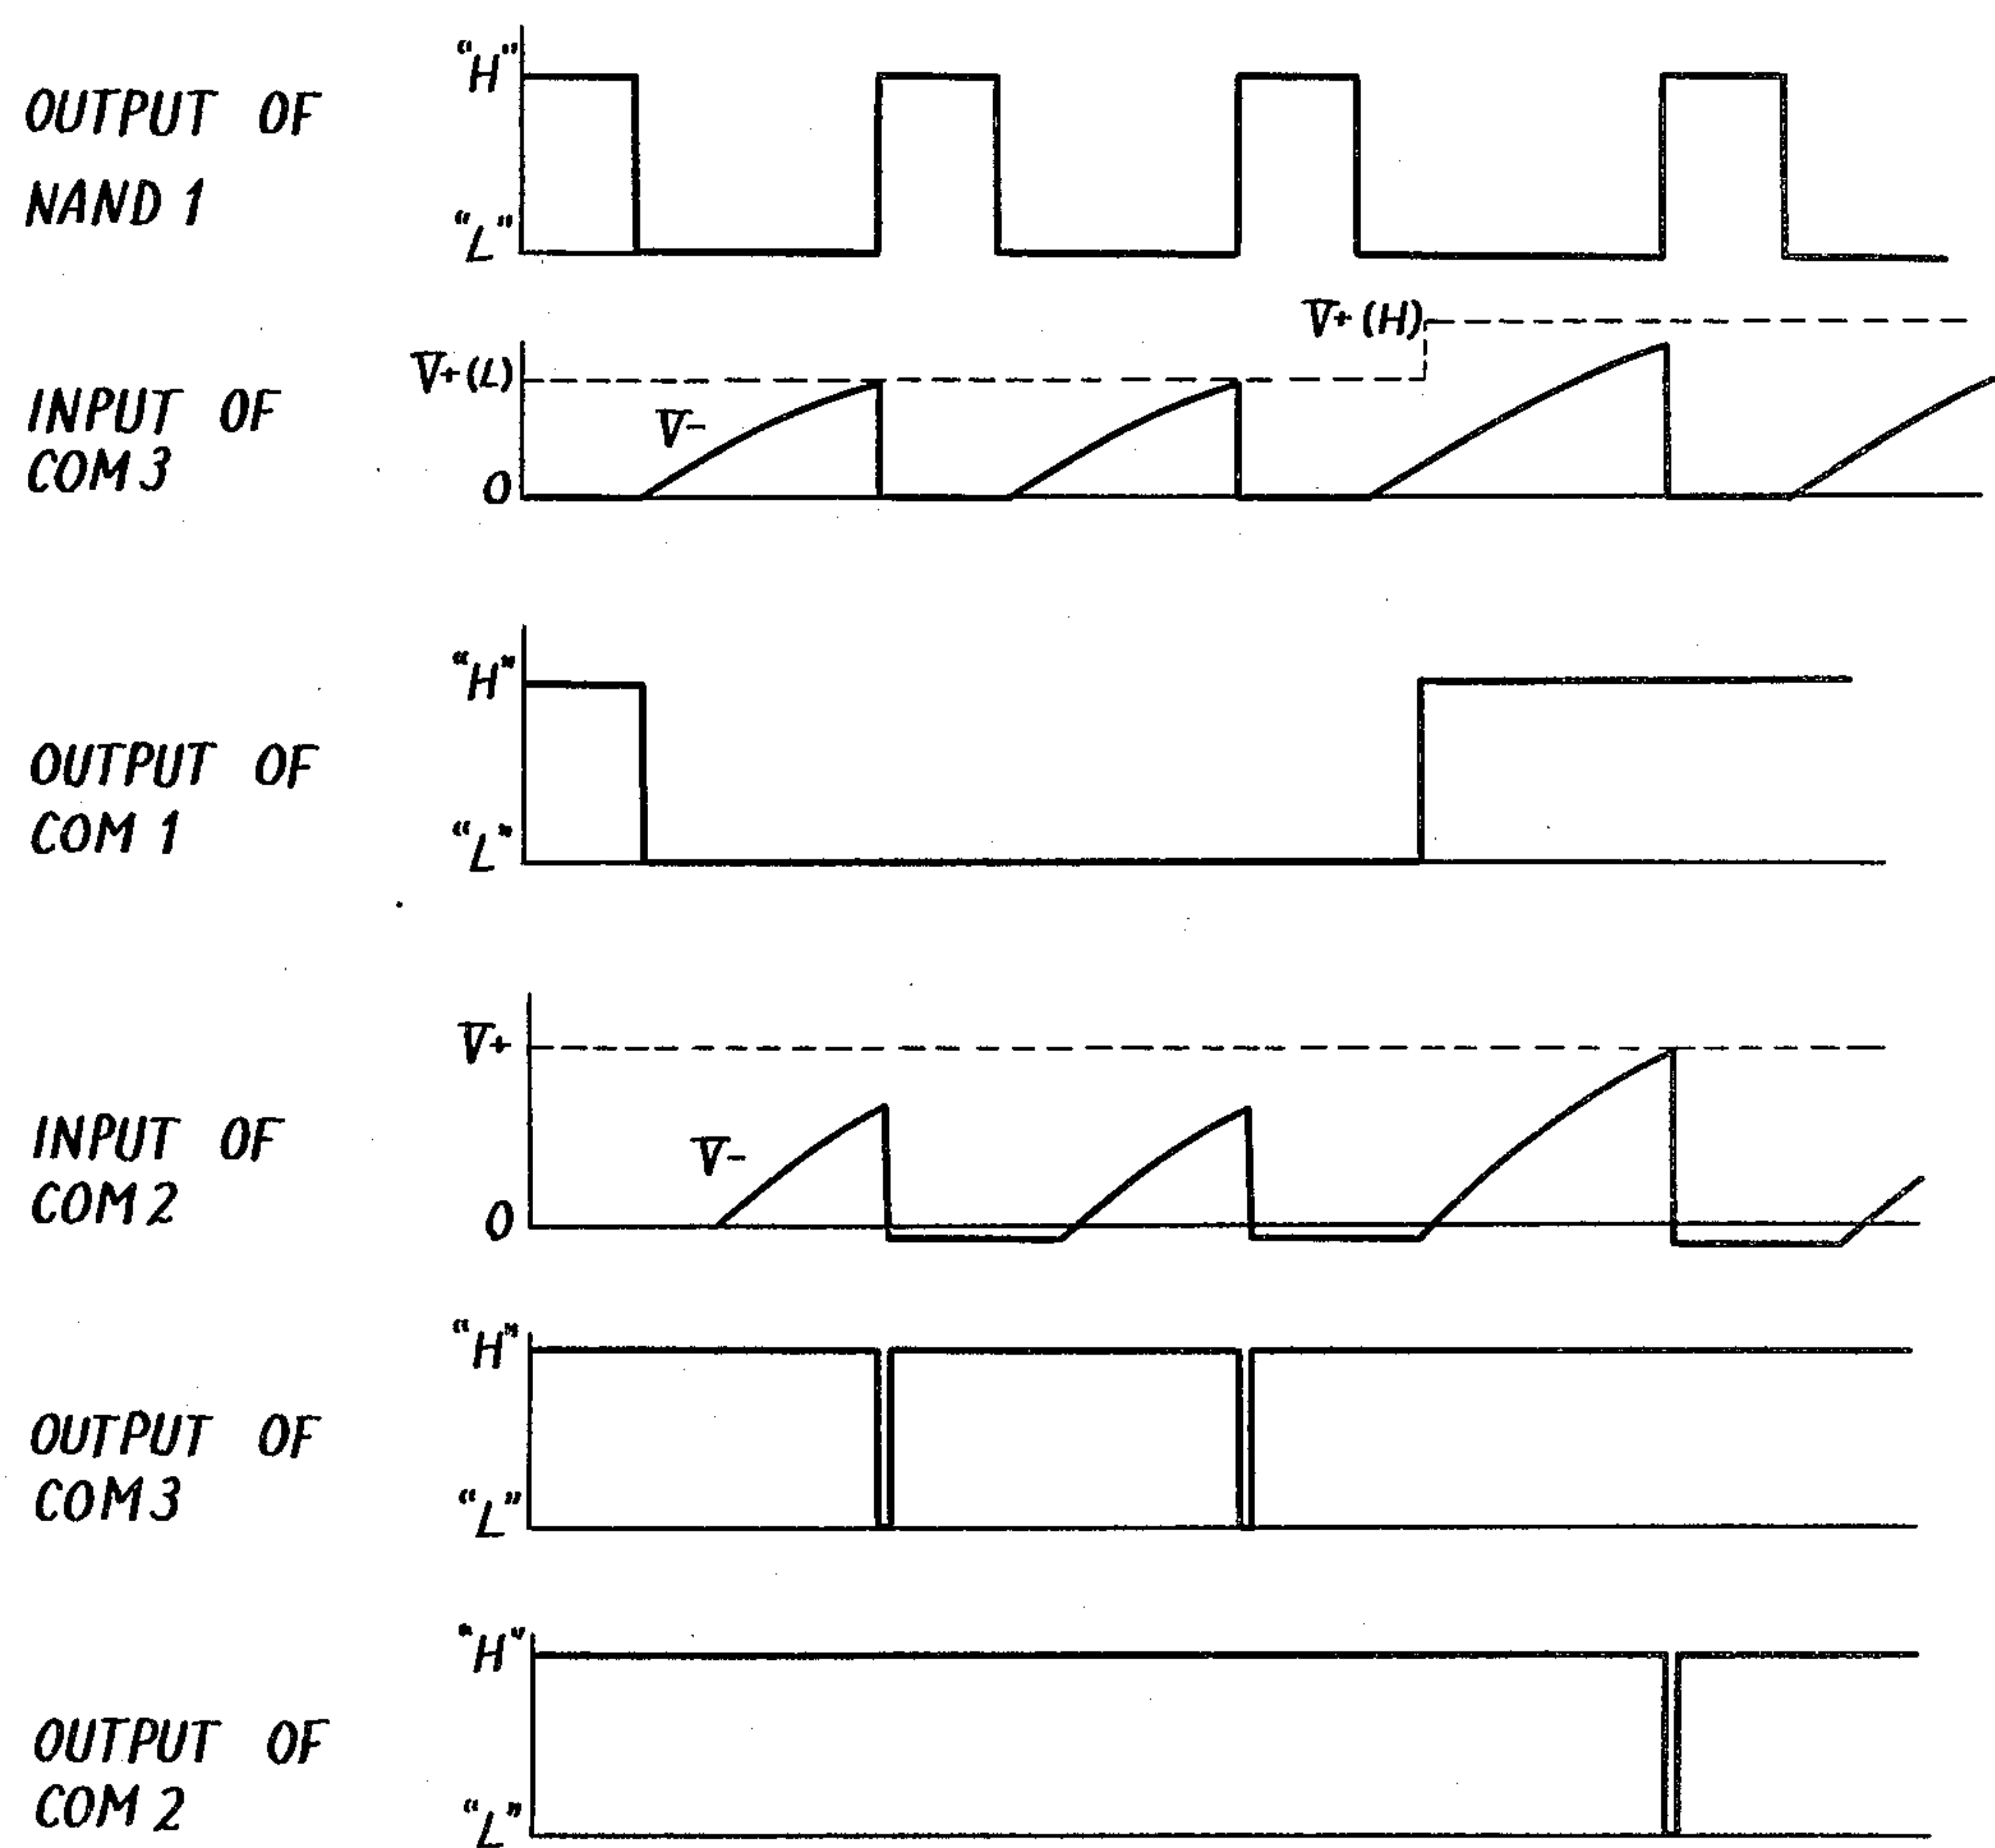 OUTPUT OF
NAND 1
"H"
"L"
INPUT OF
COM 3
V+(L)
V+(H)
V-
0
OUTPUT OF
COM 1
"H"
"L"
INPUT OF
COM 2
V+
V-
0
OUTPUT OF
COM 3
"H"
"L"
OUTPUT OF
COM 2
"H"
"L"